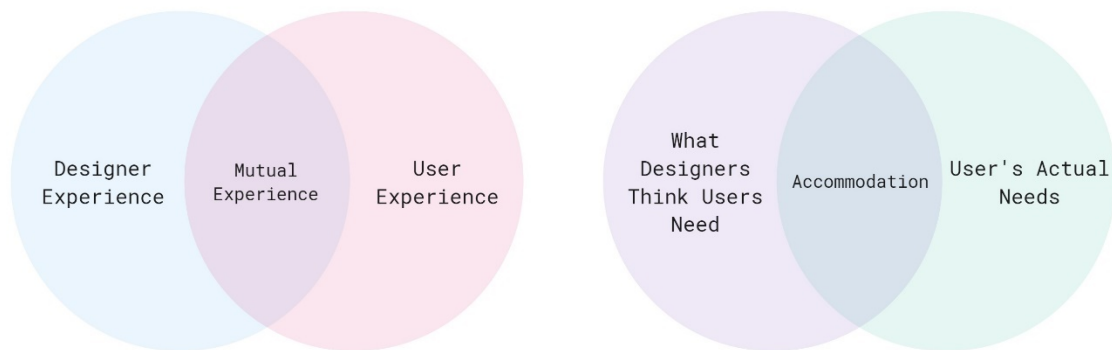 Designer
Experience
Mutual
Experience
User
Experience
What
Designers
Think Users
Need
Accommodation
User's Actual
Needs